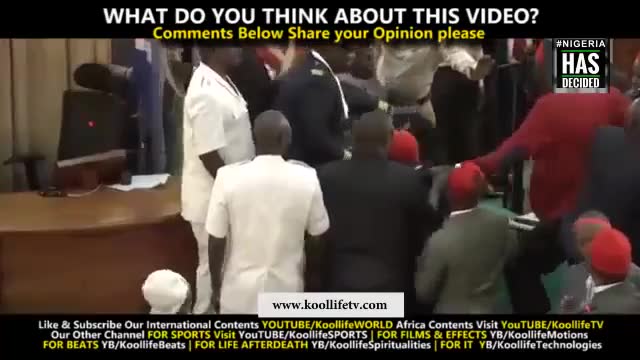 WHAT DO YOU THINK ABOUT THIS VIDEO?
Comments Below Share your Opinion please
#NIGERIA
HAS
DECIDED
www.koollifetv.com
Like & Subscribe Our International Contents YOUTUBE/KoollifeWORLD Africa Contents Visit YouTUBE/KoollifeTV
Our Other Channel FOR SPORTS Visit YouTUBE/KoollifeSPORTS | FOR FILMS & EFFECTS YB/KoollifeMotions
FOR BEATS YB/KoollifeBeats | FOR LIFE AFTERDEATH YB/KoollifeSpiritualities | FOR IT YB/KoollifeTechnologies